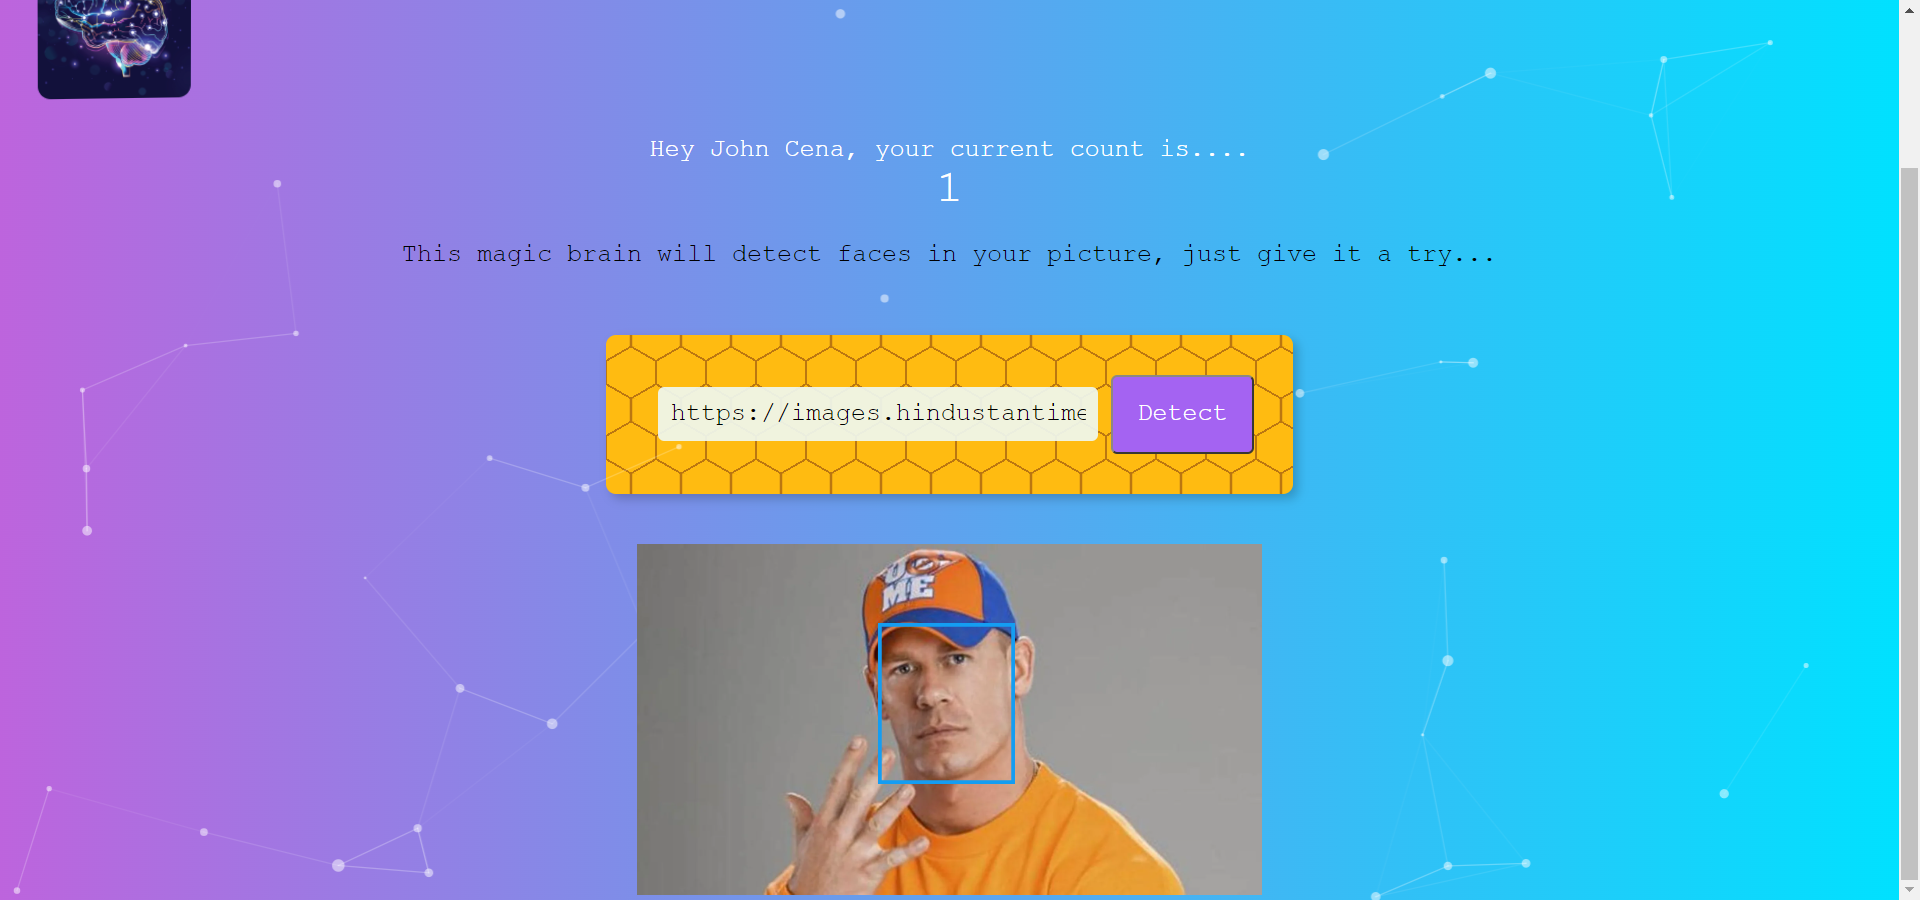 Hey John Cena, your current count is....
1
This magic brain will detect faces in your picture, just give it a try...
https://images.hindustantime
Detect
ME